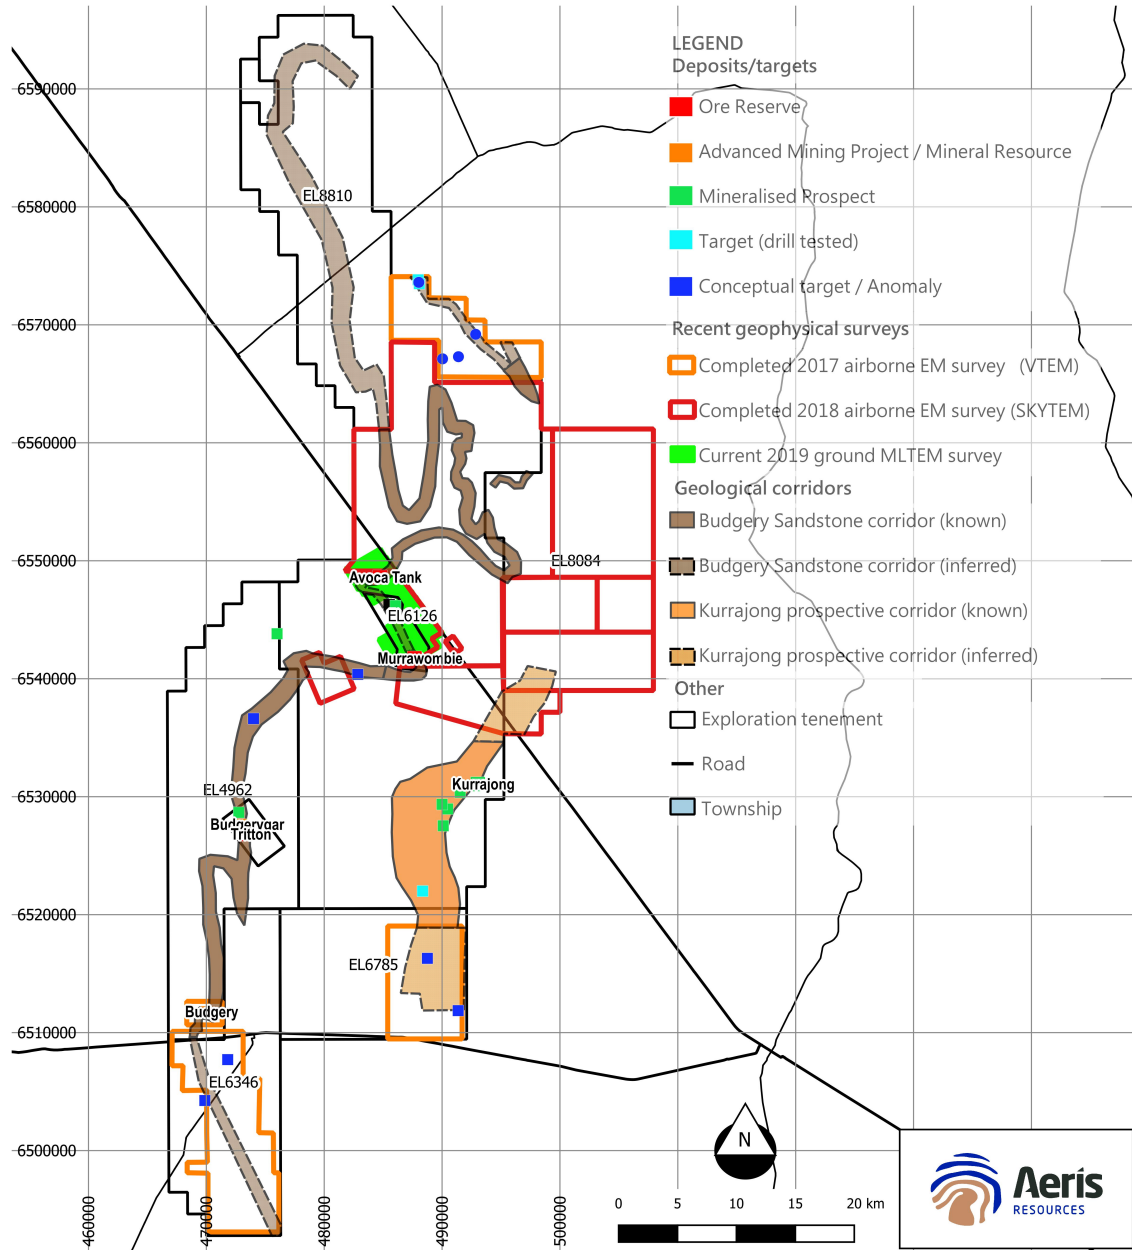 LEGEND
Deposits/targets
Ore Reserve
Advanced Mining Project / Mineral Resource
Mineralised Prospect
Target (drill tested)
Conceptual target / Anomaly
Recent geophysical surveys
Completed 2017 airborne EM survey (VTEM)
Completed 2018 airborne EM survey (SKYTEM)
Current 2019 ground MLTEM survey
Geological corridors
Budgery Sandstone corridor (known)
Budgery Sandstone corridor (inferred)
Kurrajong prospective corridor (known)
Kurrajong prospective corridor (inferred)
Other
Exploration tenement
Road
Township
6590000
6580000
6570000
6560000
6550000
6540000
6530000
6520000
6510000
6500000
EL8810
EL8084
Avoca Tank
EL6126
Murrawombie
Kurrajong
EL4962
Budgerygar
Tritton
EL6785
Budgery
EL6346
460000
470000
480000
490000
500000
N
0 5 10 15 20 km
Aeris
RESOURCES